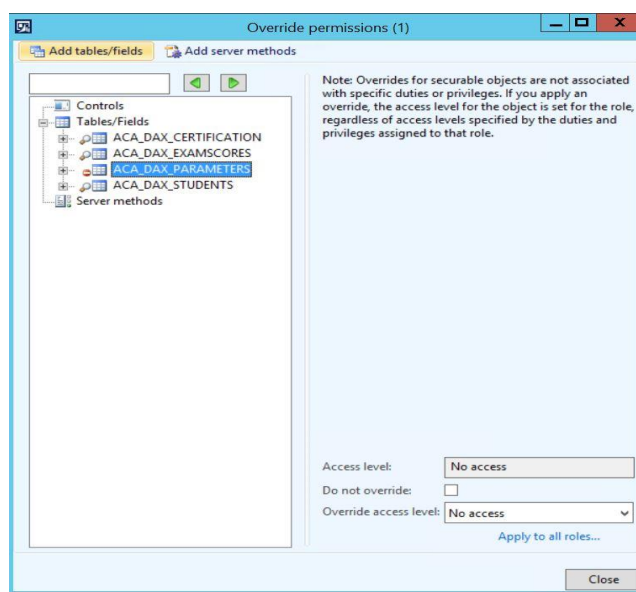 Override permissions (1)
Add tables/fields
Add server methods
Controls
Tables/Fields
ACA_DAX_CERTIFICATION
ACA_DAX_EXAMSCORES
ACA_DAX_PARAMETERS
ACA_DAX_STUDENTS
Server methods
Note: Overrides for securable objects are not associated
with specific duties or privileges. If you apply an
override, the access level for the object is set for the role,
regardless of access levels specified by the duties and
privileges assigned to that role.
Access level: No access
Do not override:
Override access level: No access
Apply to all roles...
Close